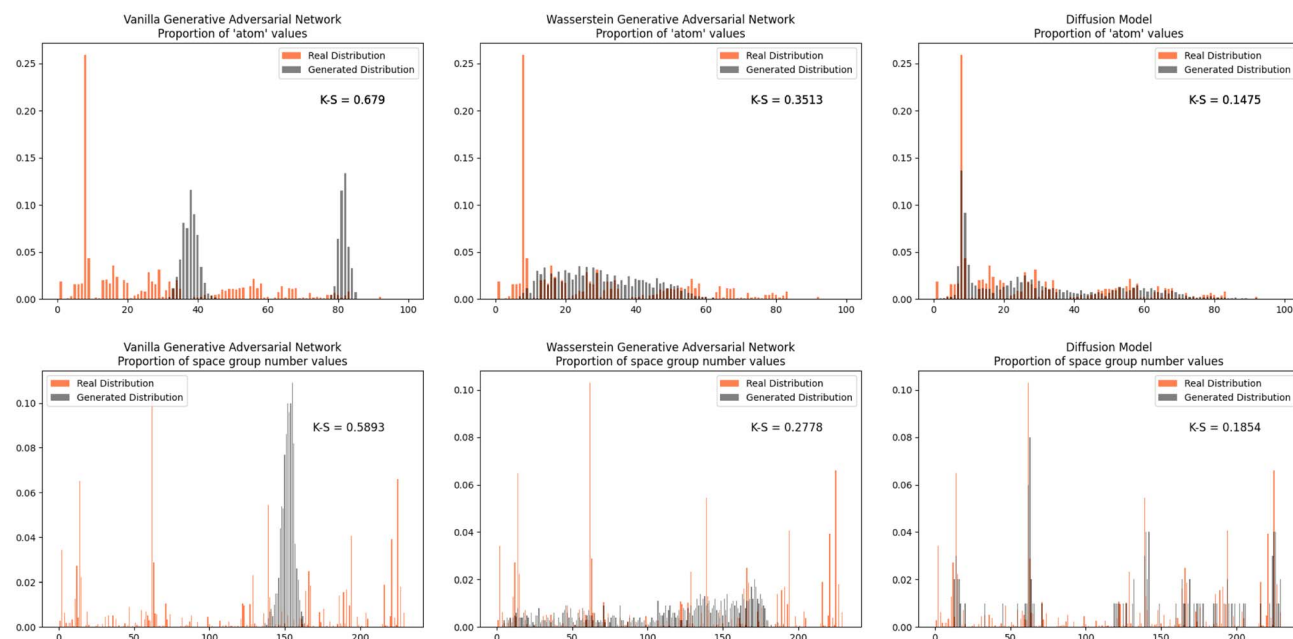 Vanilla Generative Adversarial Network
Proportion of 'atom' values
Real Distribution
Generated Distribution
K-S = 0.679
0.25
0.20
0.15
0.10
0.05
0.00
0 20 40 60 80 100
Wasserstein Generative Adversarial Network
Proportion of 'atom' values
Real Distribution
Generated Distribution
K-S = 0.3513
0.25
0.20
0.15
0.10
0.05
0.00
0 20 40 60 80 100
Diffusion Model
Proportion of 'atom' values
Real Distribution
Generated Distribution
K-S = 0.1475
0.25
0.20
0.15
0.10
0.05
0.00
0 20 40 60 80 100
Vanilla Generative Adversarial Network
Proportion of space group number values
Real Distribution
Generated Distribution
K-S = 0.5893
0.10
0.08
0.06
0.04
0.02
0.00
0 50 100 150 200
Wasserstein Generative Adversarial Network
Proportion of space group number values
Real Distribution
Generated Distribution
K-S = 0.2778
0.10
0.08
0.06
0.04
0.02
0.00
0 50 100 150 200
Diffusion Model
Proportion of space group number values
Real Distribution
Generated Distribution
K-S = 0.1854
0.10
0.08
0.06
0.04
0.02
0.00
0 50 100 150 200